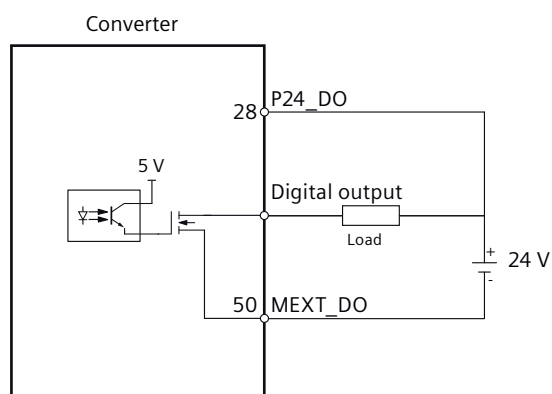 Converter
28 P24_DO
5 V
Digital output
Load
+
24 V
-
50 MEXT_DO